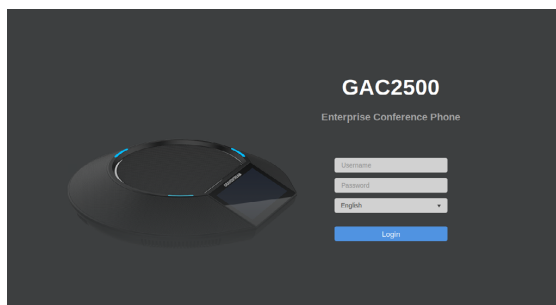 GAC2500
Enterprise Conference Phone
Username
Password
English
Login